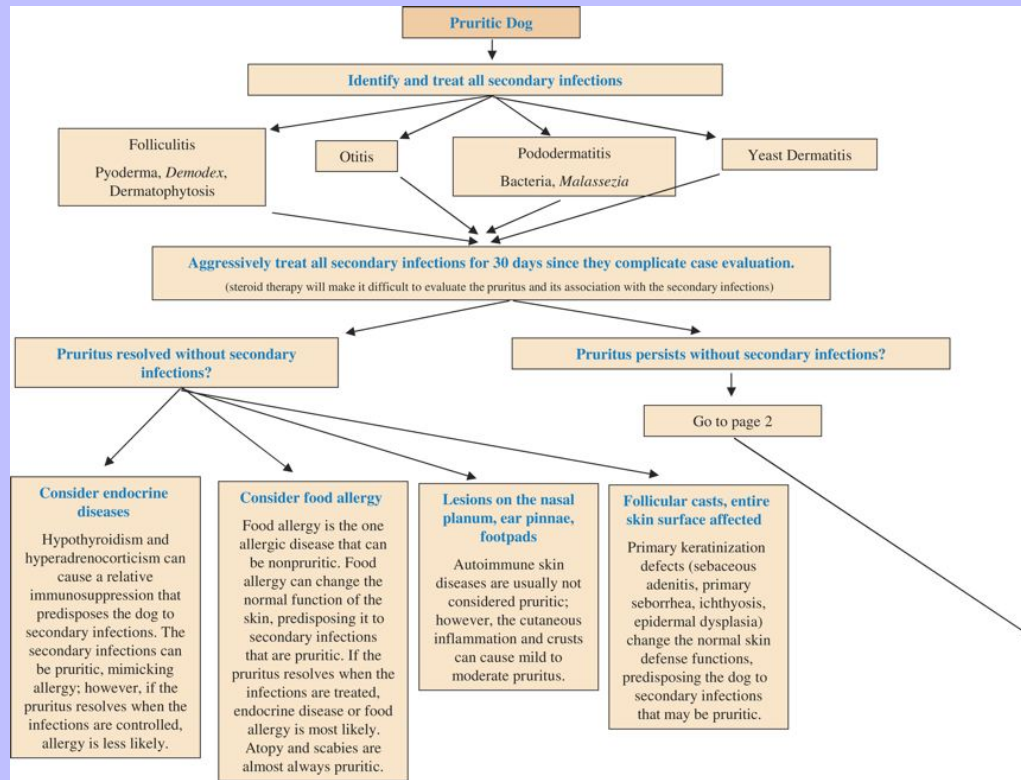 Pruritic Dog
Identify and treat all secondary infections
Folliculitis
Pyoderma, Demodex,
Dermatophytosis
Otitis
Pododermatitis
Bacteria, Malassezia
Yeast Dermatitis
Aggressively treat all secondary infections for 30 days since they complicate case evaluation.
(steroid therapy will make it difficult to evaluate the pruritus and its association with the secondary infections)
Pruritus resolved without secondary
infections?
Pruritus persists without secondary infections?
Go to page 2
Consider endocrine
diseases
Hypothyroidism and
hyperadrenocorticism can
cause a relative
immunosuppression that
predisposes the dog to
secondary infections. The
secondary infections can
be pruritic, mimicking
allergy; however, if the
pruritus resolves when the
infections are controlled,
allergy is less likely.
Consider food allergy
Food allergy is the one
allergic disease that can
be nonpruritic. Food
allergy can change the
normal function of the
skin, predisposing it to
secondary infections
that are pruritic. If the
pruritus resolves when the
infections are treated,
endocrine disease or food
allergy is most likely.
Atopy and scabies are
almost always pruritic.
Lesions on the nasal
planum, ear pinnae,
footpads
Autoimmune skin
diseases are usually not
considered pruritic;
however, the cutaneous
inflammation and crusts
can cause mild to
moderate pruritus.
Follicular casts, entire
skin surface affected
Primary keratinization
defects (sebaceous
adenitis, primary
seborrhea, ichthyosis,
epidermal dysplasia)
change the normal skin
defense functions,
predisposing the dog to
secondary infections
that may be pruritic.